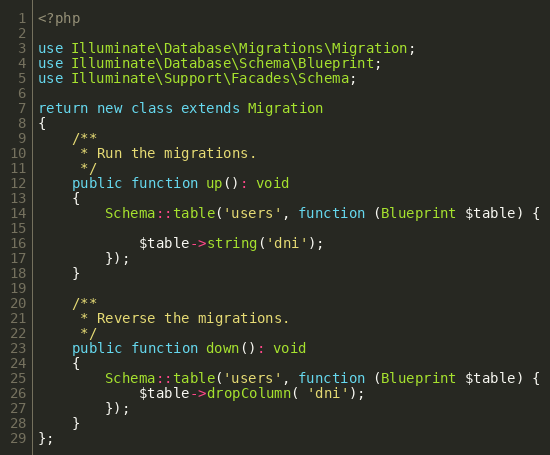 1 <?php
2
3 use Illuminate\Database\Migrations\Migration;
4 use Illuminate\Database\Schema\Blueprint;
5 use Illuminate\Support\Facades\Schema;
6
7 return new class extends Migration
8 {
9     /**
10      * Run the migrations.
11      */
12     public function up(): void
13     {
14         Schema::table('users', function (Blueprint $table) {
15
16             $table->string('dni');
17         });
18     }
19
20     /**
21      * Reverse the migrations.
22      */
23     public function down(): void
24     {
25         Schema::table('users', function (Blueprint $table) {
26             $table->dropColumn( 'dni');
27         });
28     }
29 };